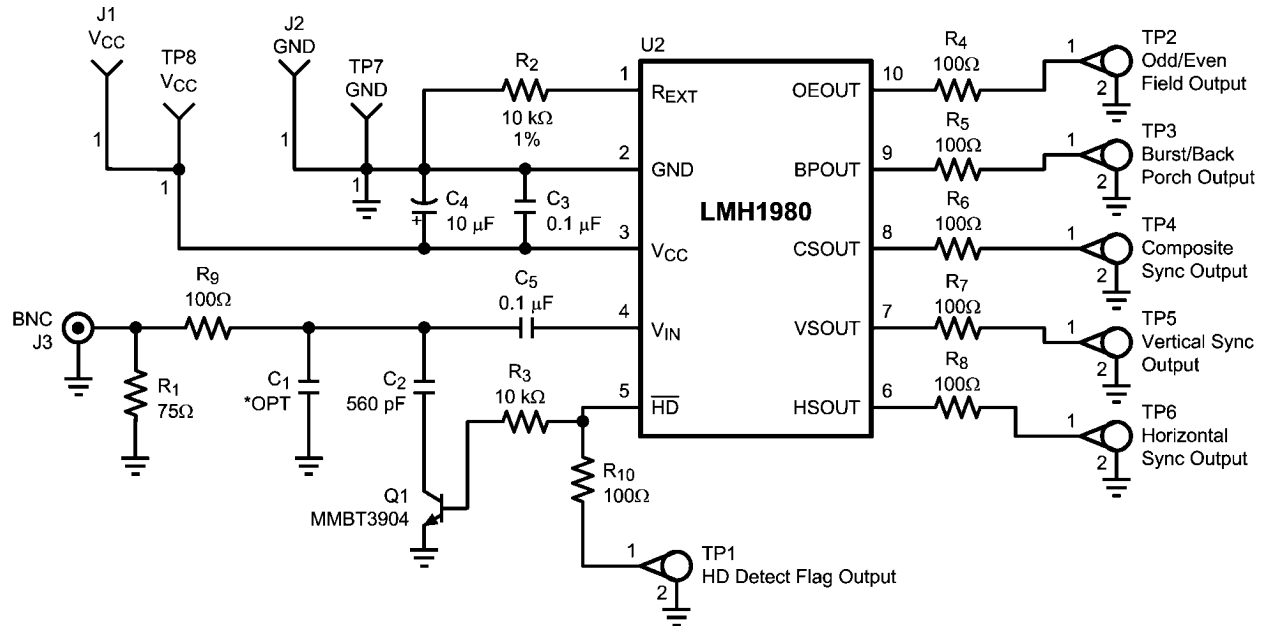 J1
VCC
TP8
VCC
1
1
J2
GND
TP7
GND
1
1
R2
10 kΩ
1%
C4
10 µF
+
C3
0.1 µF
BNC
J3
R9
100Ω
R1
75Ω
C1
*OPT
C2
560 pF
C5
0.1 µF
R3
10 kΩ
Q1
MMBT3904
R10
100Ω
1
2
TP1
HD Detect Flag Output
U2
LMH1980
1
REXT
2
GND
3
VCC
4
VIN
5
HD
OEOUT
10
BPOUT
9
CSOUT
8
VSOUT
7
HSOUT
6
R4
100Ω
1
2
TP2
Odd/Even
Field Output
R5
100Ω
1
2
TP3
Burst/Back
Porch Output
R6
100Ω
1
2
TP4
Composite
Sync Output
R7
100Ω
1
2
TP5
Vertical Sync
Output
R8
100Ω
1
2
TP6
Horizontal
Sync Output